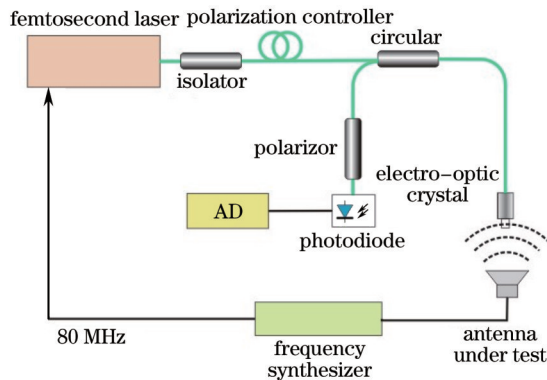 femtosecond laser
polarization controller
circular
isolator
polarizor
electro-optic
crystal
AD
photodiode
80 MHz
frequency
synthesizer
antenna
under test